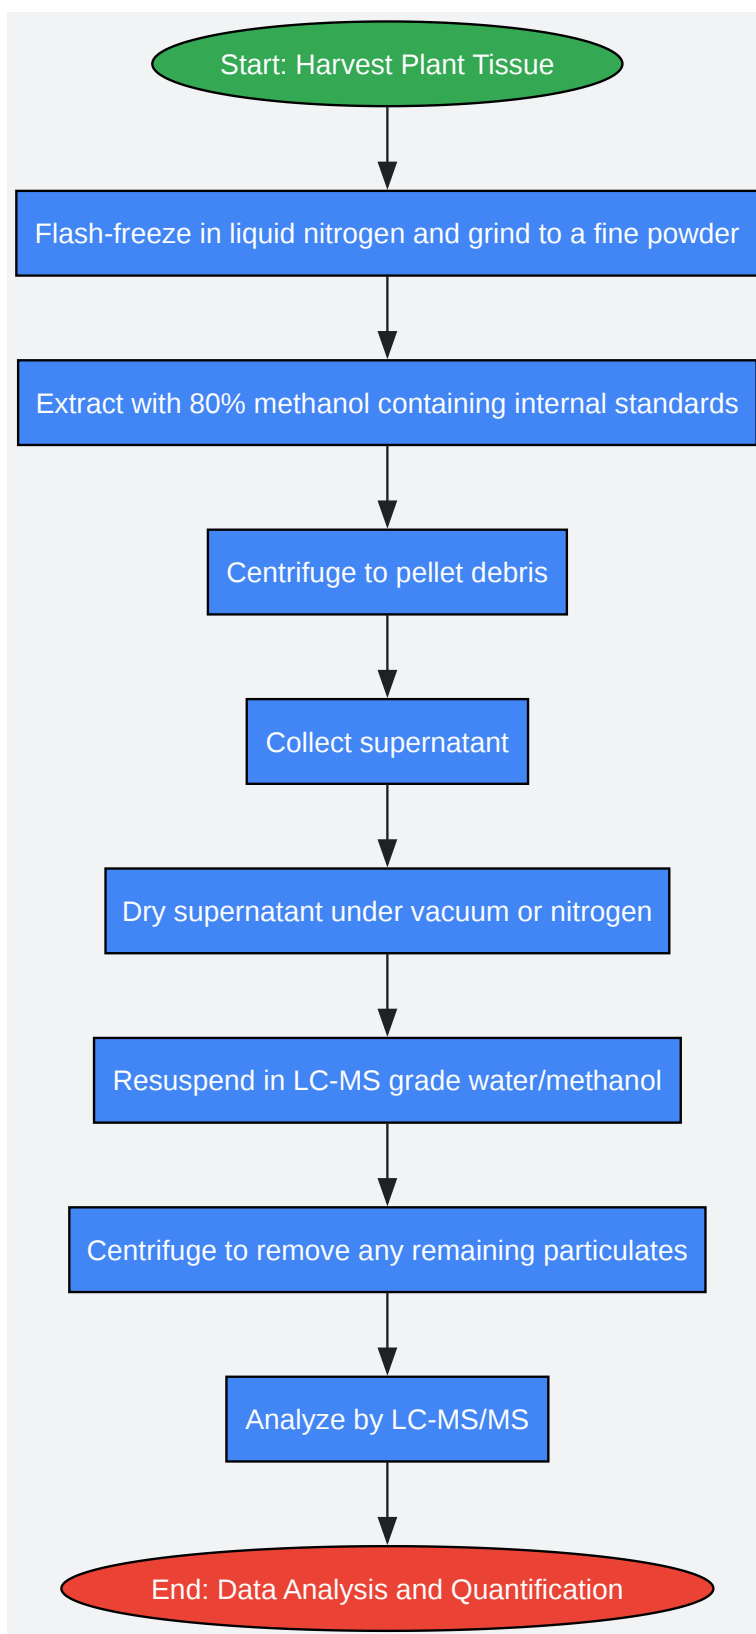 Start: Harvest Plant Tissue
Flash-freeze in liquid nitrogen and grind to a fine powder
Extract with 80% methanol containing internal standards
Centrifuge to pellet debris
Collect supernatant
Dry supernatant under vacuum or nitrogen
Resuspend in LC-MS grade water/methanol
Centrifuge to remove any remaining particulates
Analyze by LC-MS/MS
End: Data Analysis and Quantification